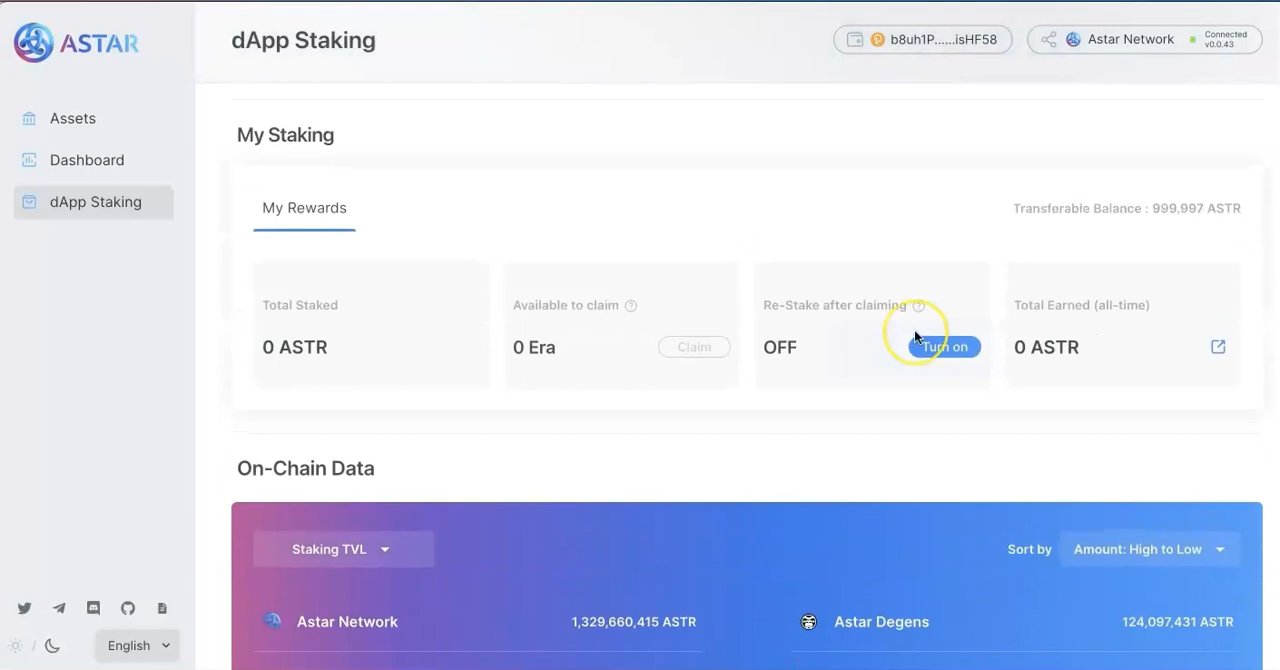 ASTAR
dApp Staking
b8uh1P......isHF58
Astar Network
Connected
v0.0.43
Assets
Dashboard
dApp Staking
My Staking
My Rewards
Transferable Balance : 999.997 ASTR
Total Staked
0 ASTR
Available to claim ?
0 Era
Claim
Re-Stake after claiming ?
OFF
Turn on
Total Earned (all-time)
0 ASTR
On-Chain Data
Staking TVL
Sort by
Amount: High to Low
Astar Network
1,329,660,415 ASTR
Astar Degens
124,097,431 ASTR
/
English